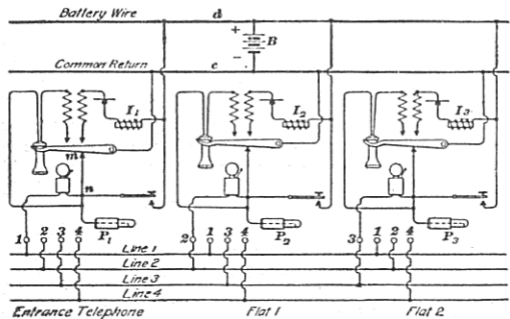 Battery Wire d
+ B -
Common Return c
I1 I2 I3
m
n
P1 P2 P3
1 2 3 4 2 1 3 4 3 1 2 4
Line 1
Line 2
Line 3
Line 4
Entrance Telephone Flat 1 Flat 2